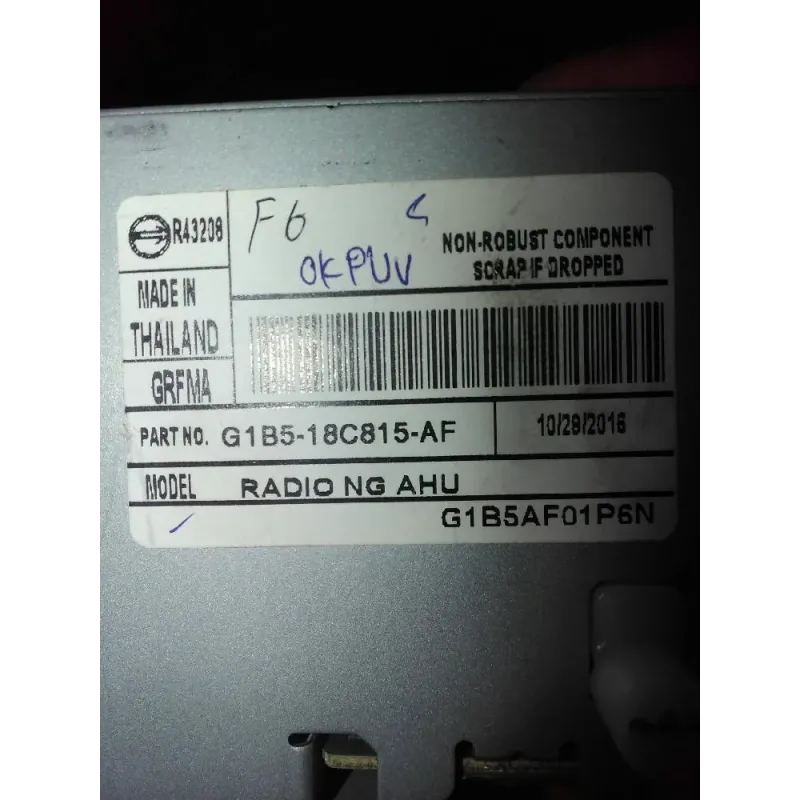 R43208
F6
OKPUV
NON-ROBUST COMPONENT
SCRAP IF DROPPED
MADE IN
THAILAND
GRFMA
PART NO. G1B5-18C815-AF
10/28/2016
MODEL RADIO NG AHU
G1B5AF01P6N